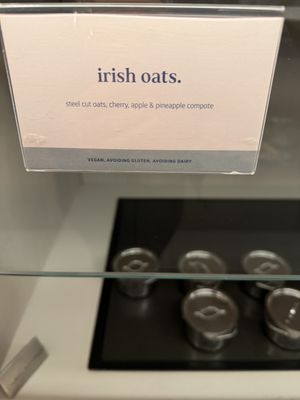 irish oats.
steel cut oats, cherry, apple & pineapple compote
VEGAN, AVOIDING GLUTEN, AVOIDING DAIRY